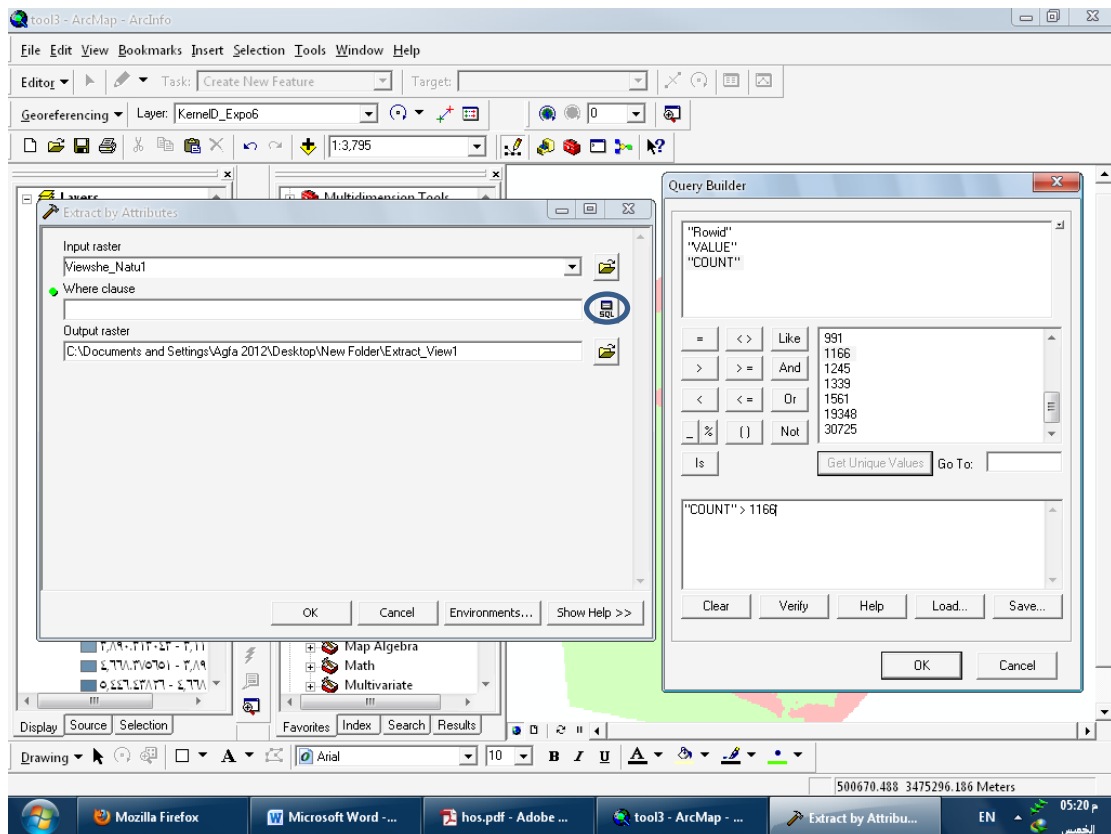 tool3 - ArcMap - ArcInfo
File Edit View Bookmarks Insert Selection Tools Window Help
Editor Task: Create New Feature Target:
Georeferencing Layer: KernelD_Expo6 0
1:3,795
Layers
Multidimension Tools
Extract by Attributes
Input raster
Viewshe_Natu1
Where clause
SQL
Output raster
C:\Documents and Settings\Agfa 2012\Desktop\New Folder\Extract_View1
OK Cancel Environments... Show Help >>
Query Builder
"Rowid"
"VALUE"
"COUNT"
= <> Like
> >= And
< <= Or
_ % () Not
Is
991
1166
1245
1339
1561
19348
30725
Get Unique Values Go To:
"COUNT" > 1166
Clear Verify Help Load... Save...
OK Cancel
Map Algebra
Math
Multivariate
Display Source Selection
Favorites Index Search Results
Drawing A Arial 10 B I U A
500670.488 3475296.186 Meters
Mozilla Firefox Microsoft Word -... hos.pdf - Adobe ... tool3 - ArcMap - ... Extract by Attribu... EN 05:20 م
الخميس